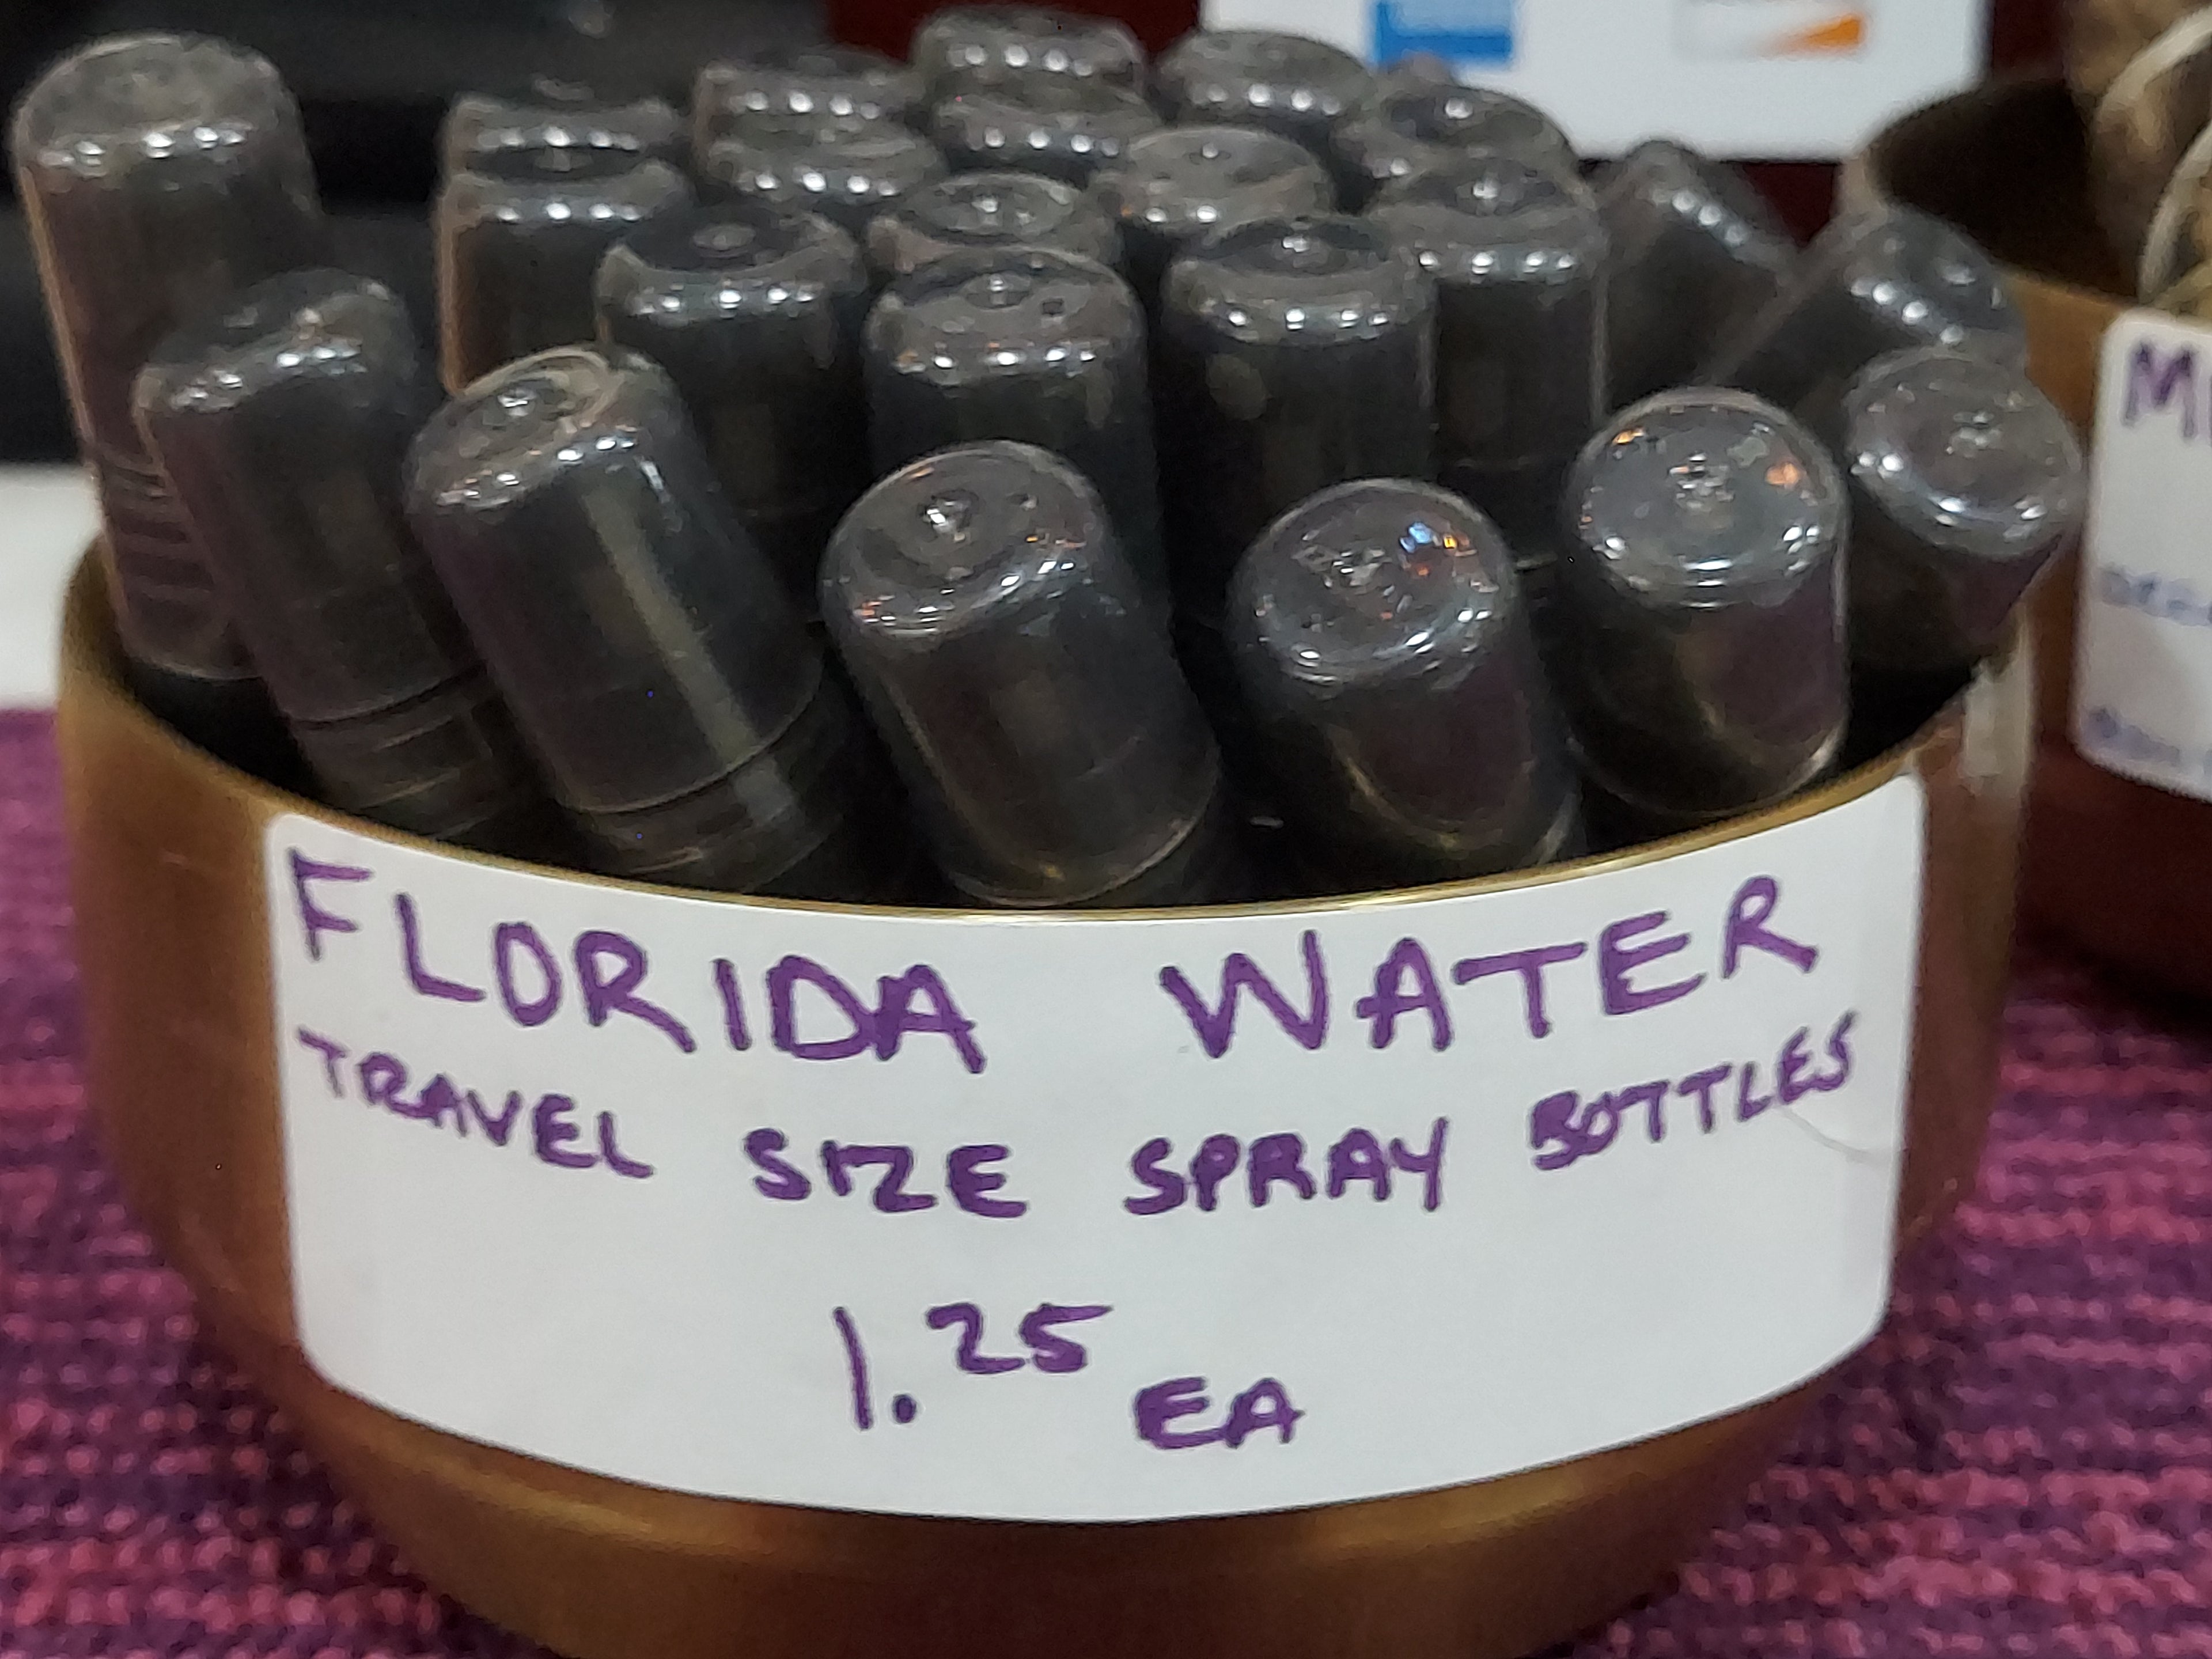 FLORIDA WATER
TRAVEL SIZE SPRAY BOTTLES
1.25 EA